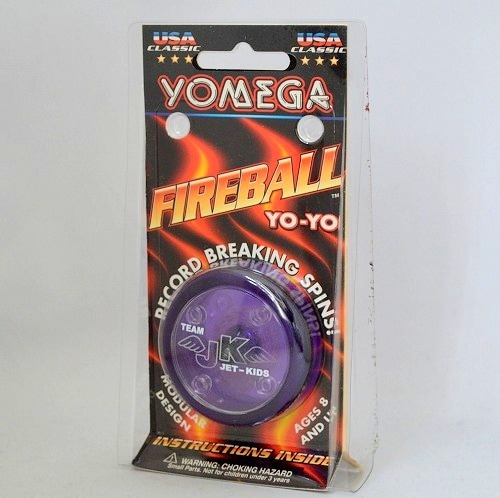 USA
CLASSIC
USA
CLASSIC
YOMEGA
FIREBALL
™
YO-YO
RECORD BREAKING SPINS!
TEAM
JK
JET-KIDS
MODULAR
DESIGN
AGES 8
AND UP
INSTRUCTIONS INSIDE
WARNING: CHOKING HAZARD
Small Parts. Not for children under 3 years